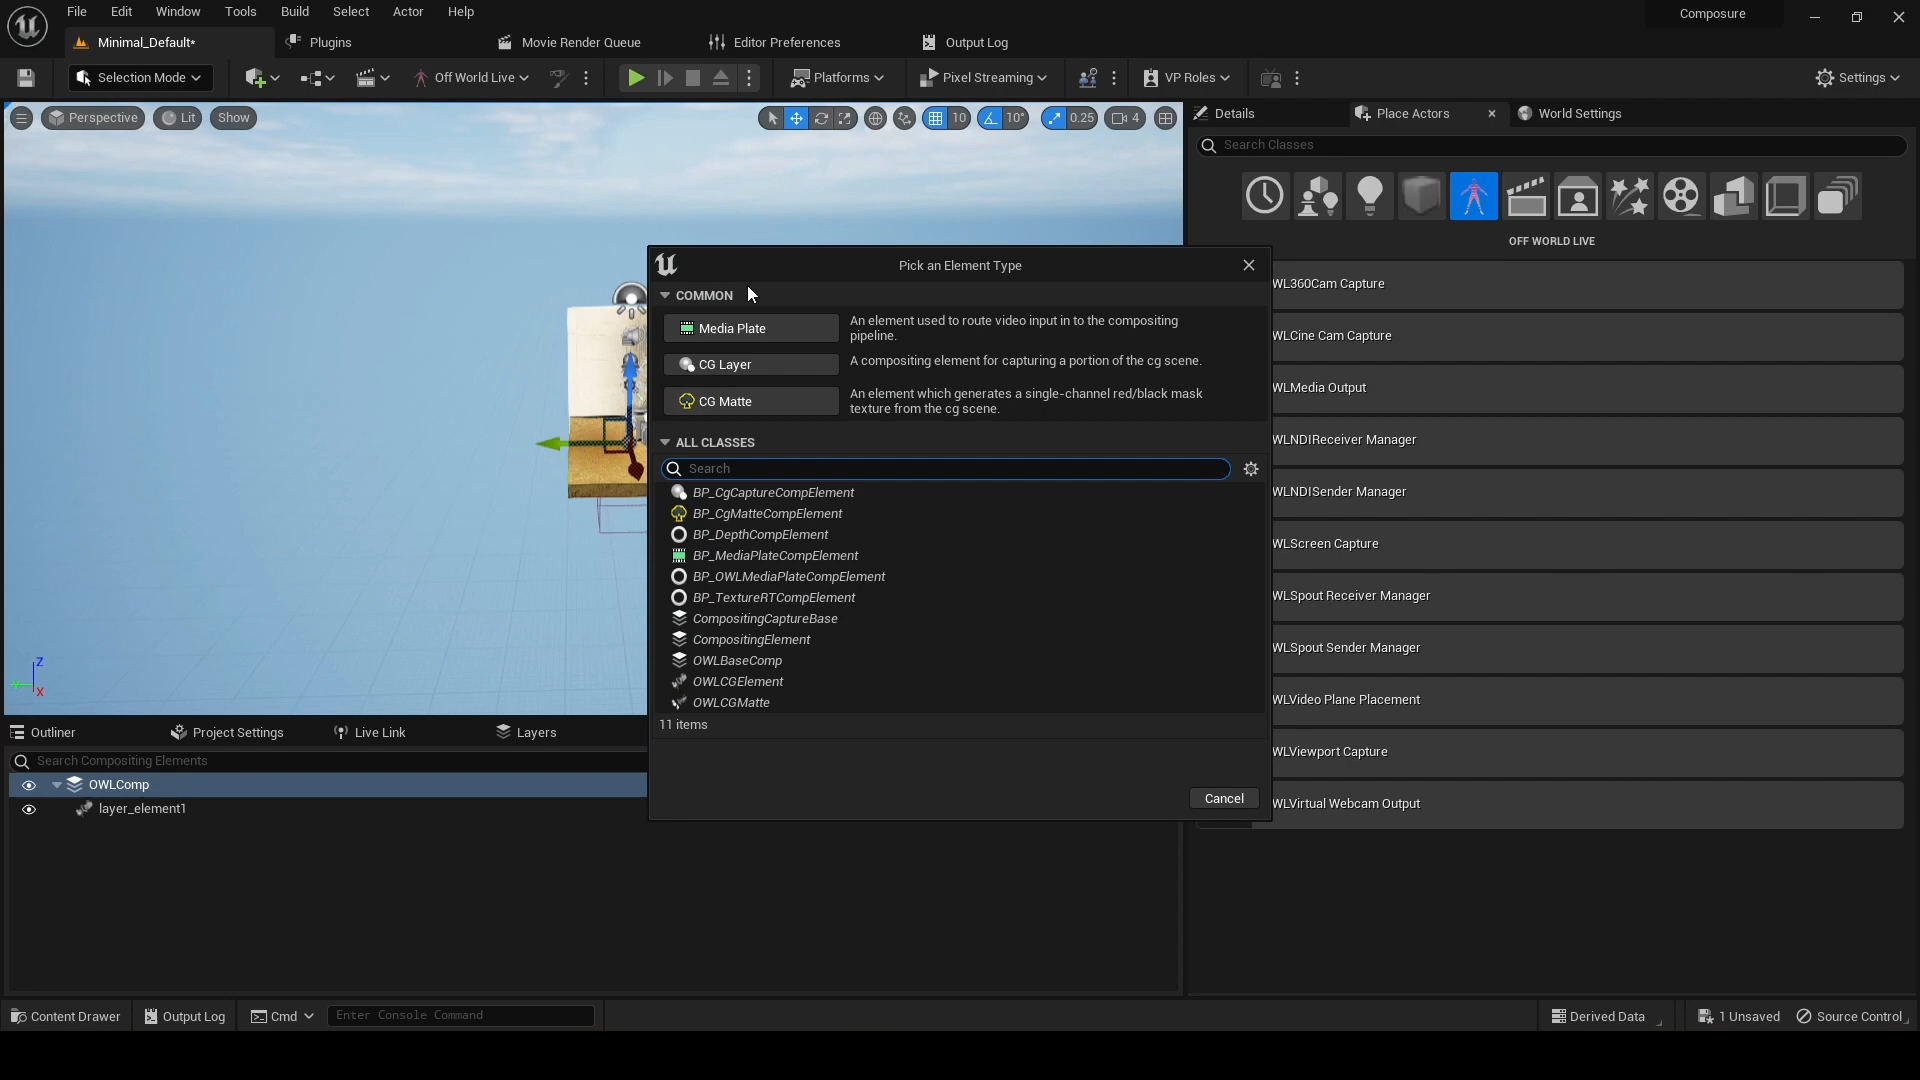 File Edit Window Tools Build Select Actor Help
Composure
Minimal_Default* Plugins Movie Render Queue Editor Preferences Output Log
Selection Mode Off World Live Platforms Pixel Streaming VP Roles Settings
Perspective Lit Show 10 10° 0.25 4
Details Place Actors World Settings
Search Classes
OFF WORLD LIVE
WL360Cam Capture
WLCine Cam Capture
WLMedia Output
WLNDIReceiver Manager
WLNDISender Manager
WLScreen Capture
WLSpout Receiver Manager
WLSpout Sender Manager
WLVideo Plane Placement
WLViewport Capture
WLVirtual Webcam Output
Pick an Element Type
COMMON
Media Plate
An element used to route video input in to the compositing
pipeline.
CG Layer
A compositing element for capturing a portion of the cg scene.
CG Matte
An element which generates a single-channel red/black mask
texture from the cg scene.
ALL CLASSES
Search
BP_CgCaptureCompElement
BP_CgMatteCompElement
BP_DepthCompElement
BP_MediaPlateCompElement
BP_OWLMediaPlateCompElement
BP_TextureRTCompElement
CompositingCaptureBase
CompositingElement
OWLBaseComp
OWLCGElement
OWLCGMatte
11 items
Cancel
Z
X
Outliner Project Settings Live Link Layers
Search Compositing Elements
OWLComp
layer_element1
Content Drawer Output Log Cmd Enter Console Command Derived Data 1 Unsaved Source Control